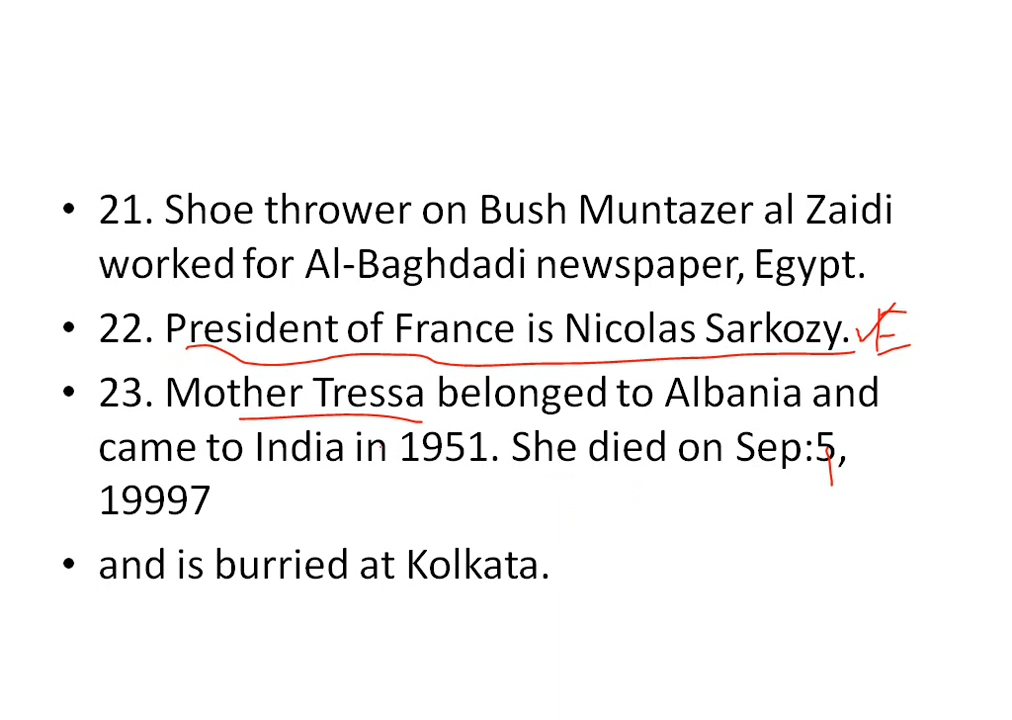 • 21. Shoe thrower on Bush Muntazer al Zaidi
worked for Al-Baghdadi newspaper, Egypt.
• 22. President of France is Nicolas Sarkozy.
• 23. Mother Tressa belonged to Albania and
came to India in 1951. She died on Sep:5,
19997
• and is burried at Kolkata.